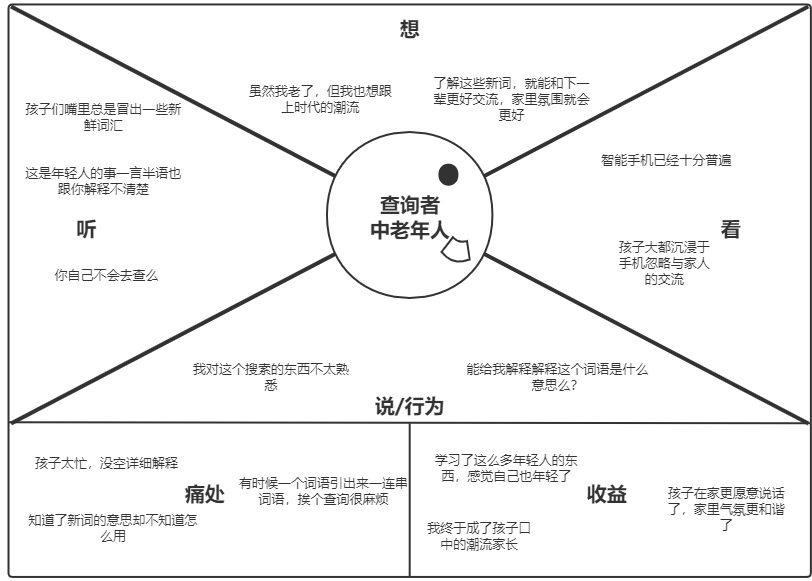 想
虽然我老了，但我也想跟
上时代的潮流
了解这些新词，就能和下一
辈更好交流，家里氛围就会
更好
孩子们嘴里总是冒出一些新
鲜词汇
这是年轻人的事一言半语也
跟你解释不清楚
听
你自己不会去查么
查询者
中老年人
智能手机已经十分普遍
看
孩子大都沉浸于
手机忽略与家人
的交流
我对这个搜索的东西不太熟
悉
能给我解释解释这个词语是什么
意思么？
说/行为
孩子太忙，没空详细解释
痛处
有时候一个词语引出来一连串
词语，挨个查询很麻烦
知道了新词的意思却不知道怎
么用
学习了这么多年轻人的东
西，感觉自己也年轻了
收益
孩子在家更愿意说话
了，家里气氛更和谐
了
我终于成了孩子口
中的潮流家长